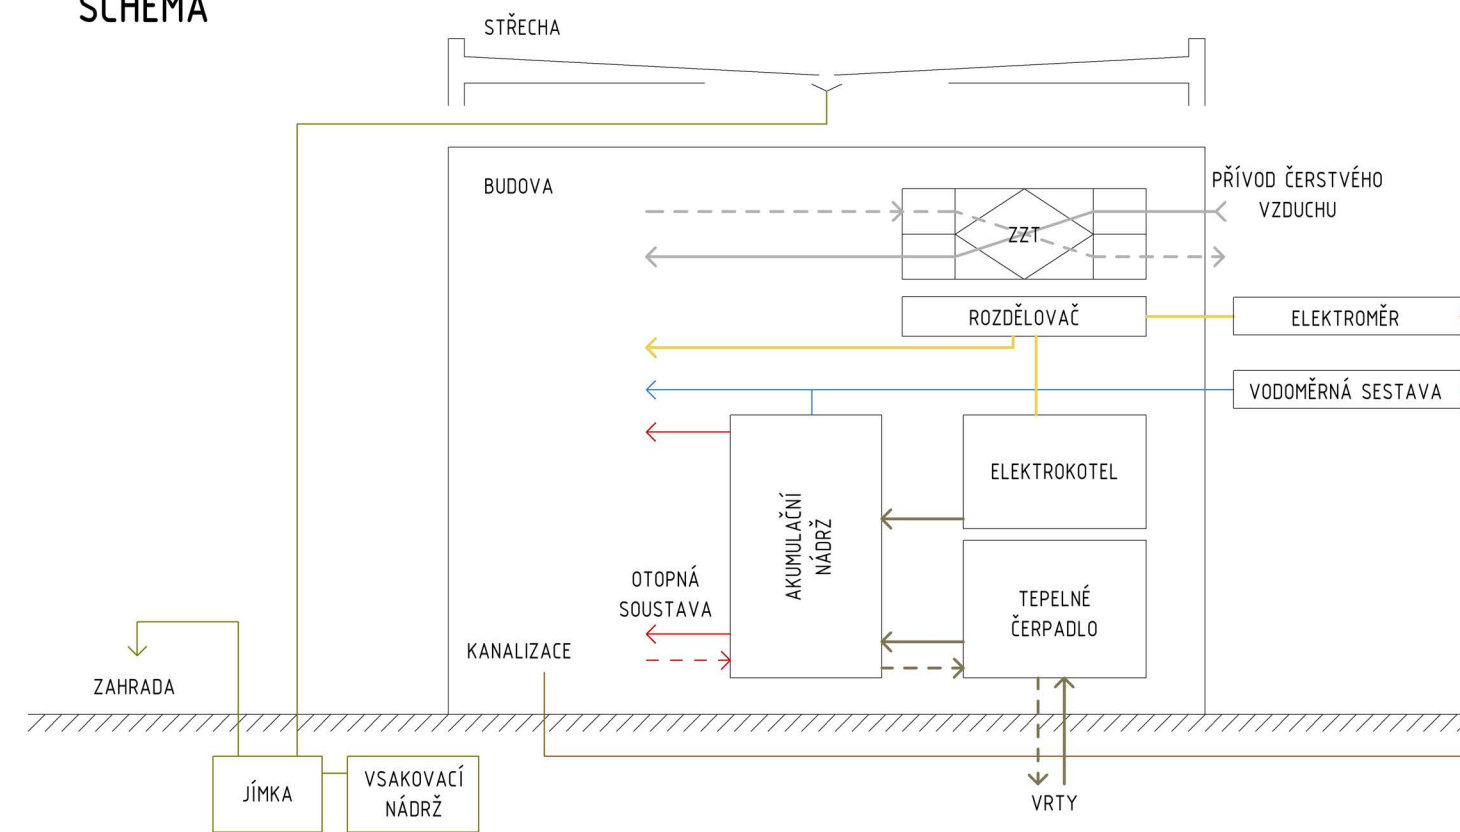 SCHÉMA
STŘECHA
BUDOVA
PŘÍVOD ČERSTVÉHO
VZDUCHU
ZZT
ROZDĚLOVAČ
ELEKTROMĚR
VODOMĚRNÁ SESTAVA
ELEKTROKOTEL
AKUMULAČNÍ
NÁDRŽ
OTOPNÁ
SOUSTAVA
TEPELNÉ
ČERPADLO
KANALIZACE
ZAHRADA
JÍMKA
VSAKOVACÍ
NÁDRŽ
VRTY